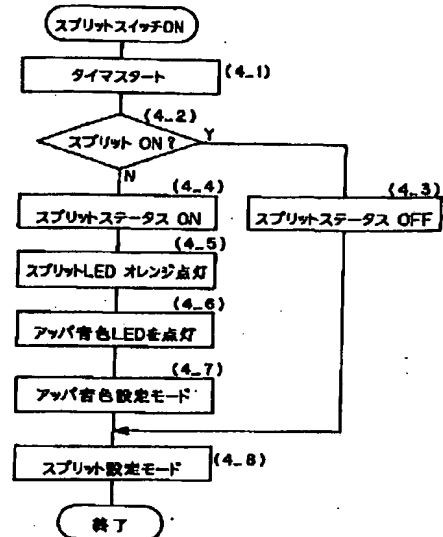 スプリットスイッチON
タイマスタート
(4_1)
(4_2)
スプリット ON?
Y
N
(4_4)
スプリットステータス ON
(4_3)
スプリットステータス OFF
(4_5)
スプリットLED オレンジ点灯
(4_6)
アッパ音色LEDを点灯
(4_7)
アッパ音色設定モード
スプリット設定モード
(4_8)
終了